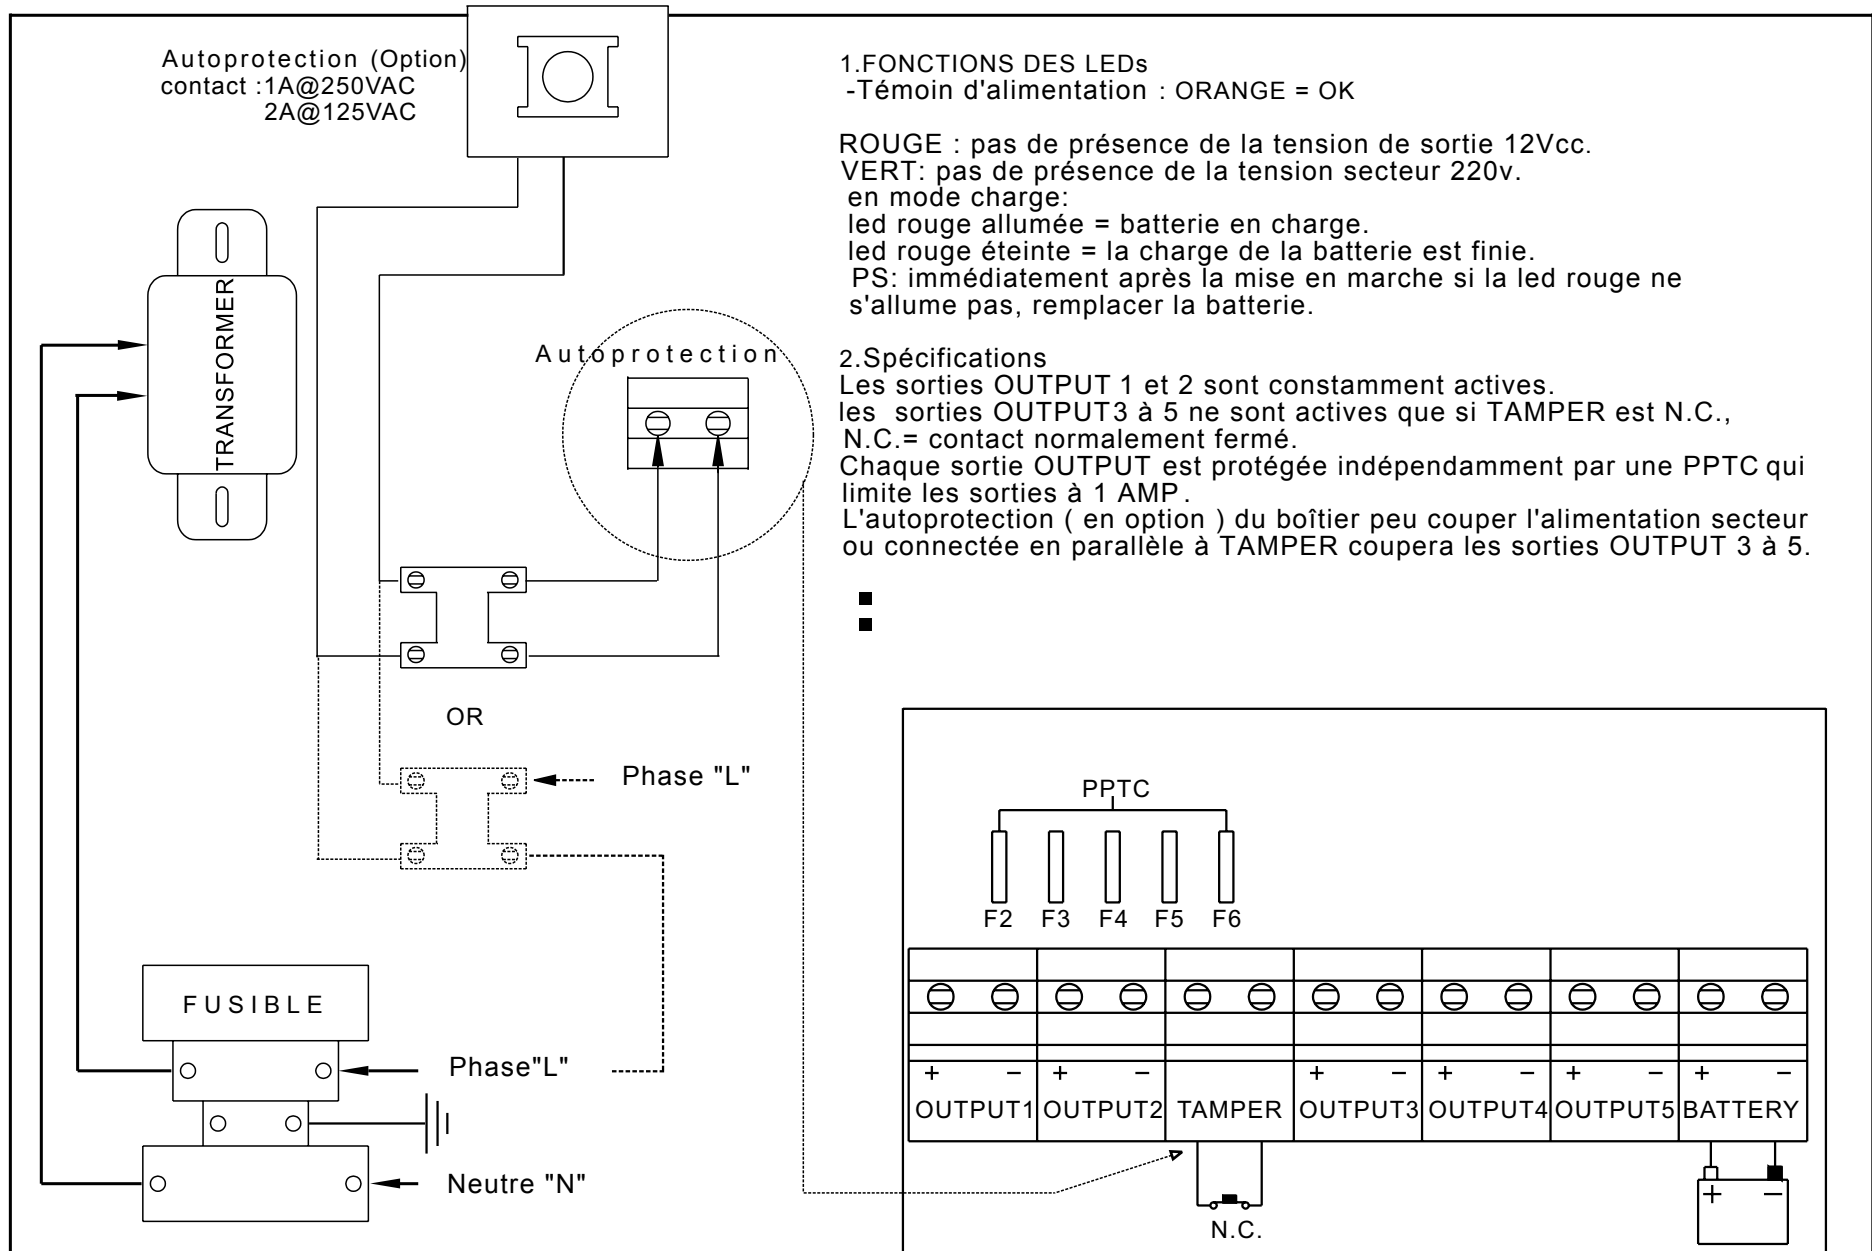 Autoprotection (Option)
contact :1A@250VAC
2A@125VAC
1.FONCTIONS DES LEDs
-Témoin d'alimentation : ORANGE = OK
ROUGE : pas de présence de la tension de sortie 12Vcc.
VERT: pas de présence de la tension secteur 220v.
en mode charge:
led rouge allumée = batterie en charge.
led rouge éteinte = la charge de la batterie est finie.
PS: immédiatement après la mise en marche si la led rouge ne
s'allume pas, remplacer la batterie.
2.Spécifications
Les sorties OUTPUT 1 et 2 sont constamment actives.
les sorties OUTPUT3 à 5 ne sont actives que si TAMPER est N.C.,
N.C.= contact normalement fermé.
Chaque sortie OUTPUT est protégée indépendamment par une PPTC qui
limite les sorties à 1 AMP.
L'autoprotection ( en option ) du boîtier peu couper l'alimentation secteur
ou connectée en parallèle à TAMPER coupera les sorties OUTPUT 3 à 5.
TRANSFORMER
Autoprotection
OR
Phase "L"
FUSIBLE
Phase"L"
Neutre "N"
PPTC
F2 F3 F4 F5 F6
+ - + - + - + - + - + -
OUTPUT1 OUTPUT2 TAMPER OUTPUT3 OUTPUT4 OUTPUT5 BATTERY
+ -
N.C.